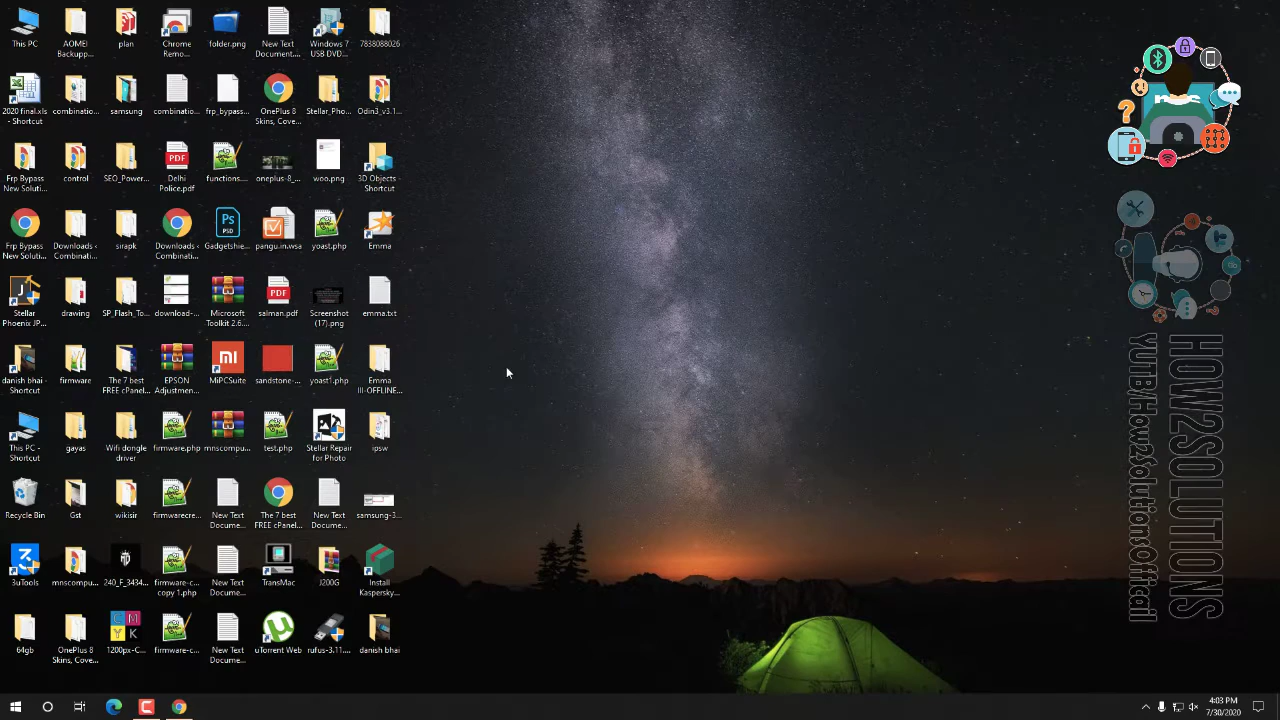 This PC
AOMEI
Backupp...
plan
Chrome
Remo...
folder.png
New Text
Document....
Windows 7
USB DVD...
7838088026
2020 final.xls
Shortcut
combinatio...
samsung
combinatio...
frp_bypass...
OnePlus 8
Skins, Cove...
Stellar_Pho...
Odin3_v3.1...
Frp Bypass
New Soluti...
control
SEO_Power...
PDF
Delhi
Police.pdf
functions....
oneplus-8_...
woo.png
3D Objects -
Shortcut
Frp Bypass
New Soluti...
Downloads ‹
Combinati...
sirapk
Downloads ‹
Combinati...
Ps
PSD
Gadgetshie...
pangu.in.wsa
yoast.php
Emma
Stellar
Phoenix JP...
drawing
SP_Flash_To...
download-...
Microsoft
Toolkit 2.6....
PDF
salman.pdf
Screenshot
(17).png
emma.txt
danish bhai -
Shortcut
firmware
The 7 best
FREE cPanel...
EPSON
Adjustmen...
MiPCSuite
sandstone-...
yoast1.php
Emma
III-OFFLINE...
This PC -
Shortcut
gayas
Wifi dongle
driver
firmware.php
mnscompu...
test.php
Stellar Repair
for Photo
ipsw
Recycle Bin
Gst
wikisir
firmwarecre...
New Text
Docume...
The 7 best
FREE cPanel...
New Text
Docume...
samsung-3...
3uTools
mnscompu...
240_F_3434...
firmware-c...
copy 1.php
New Text
Docume...
TransMac
J200G
Install
Kaspersky...
64gb
OnePlus 8
Skins, Cove...
C M
Y K
1200px-C...
firmware-c...
New Text
Docume...
uTorrent Web
rufus-3.11....
danish bhai
HOW2SOLUTIONS
4:03 PM
7/30/2020